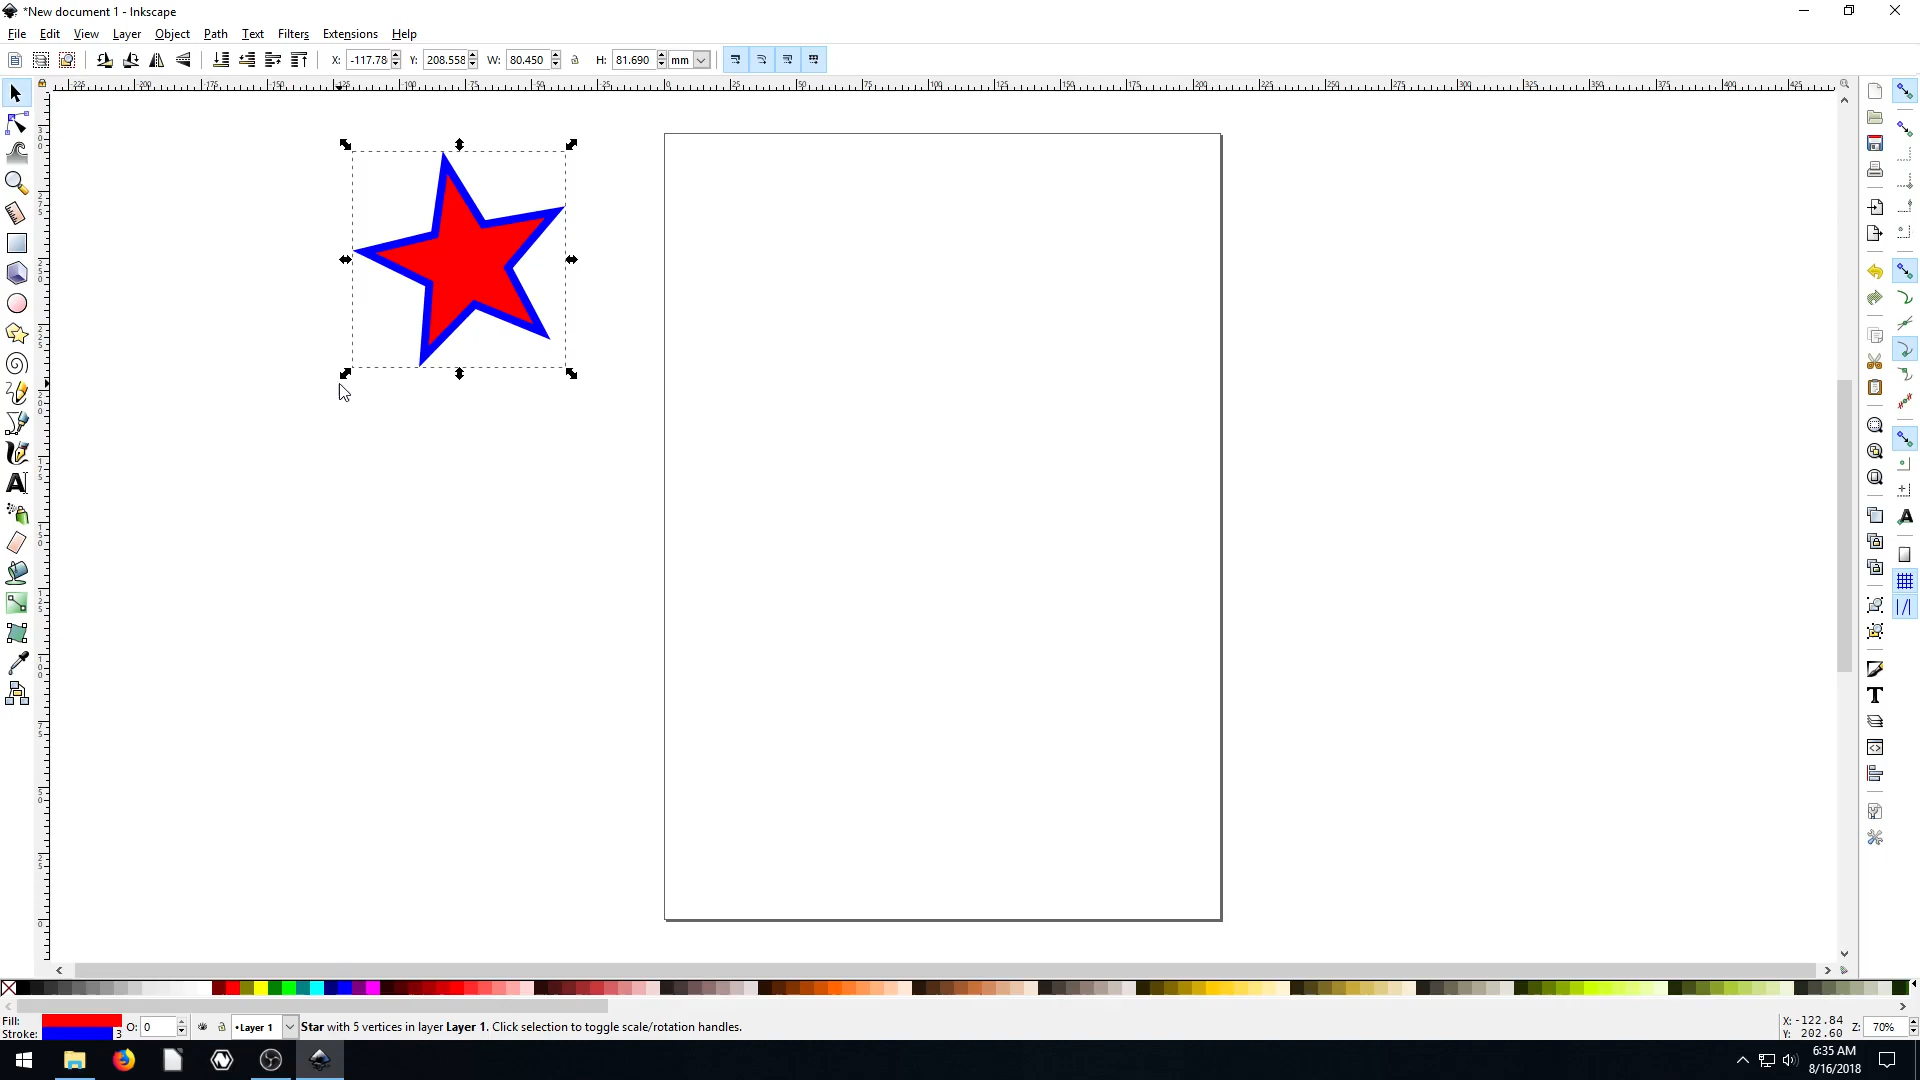 *New document 1 - Inkscape
File Edit View Layer Object Path Text Filters Extensions Help
X: -117.78 Y: 208.558 W: 80.450 H: 81.690 mm
Fill:
Stroke: 3 O: 0 •Layer 1 Star with 5 vertices in layer Layer 1. Click selection to toggle scale/rotation handles.
X: -122.84
Y: 202.60 Z: 70%
6:35 AM
8/16/2018